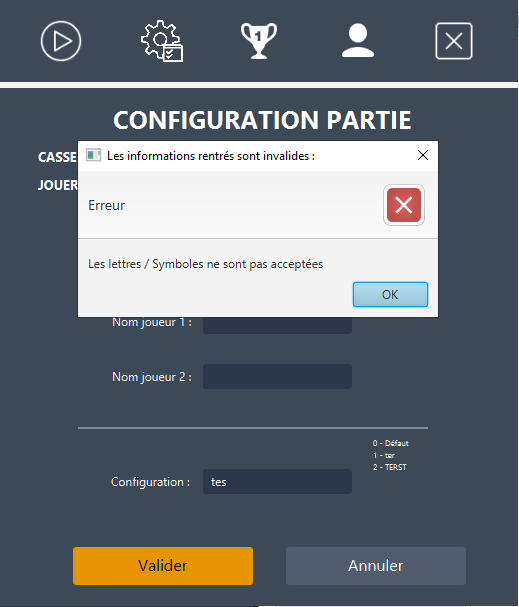 1
CONFIGURATION PARTIE
CASSE
Les informations rentrés sont invalides :
JOUER
Erreur
Les lettres / Symboles ne sont pas acceptées
OK
Nom joueur 1 :
Nom joueur 2 :
0 - Défaut
1 - ter
2 - TERST
Configuration :
tes
Valider
Annuler